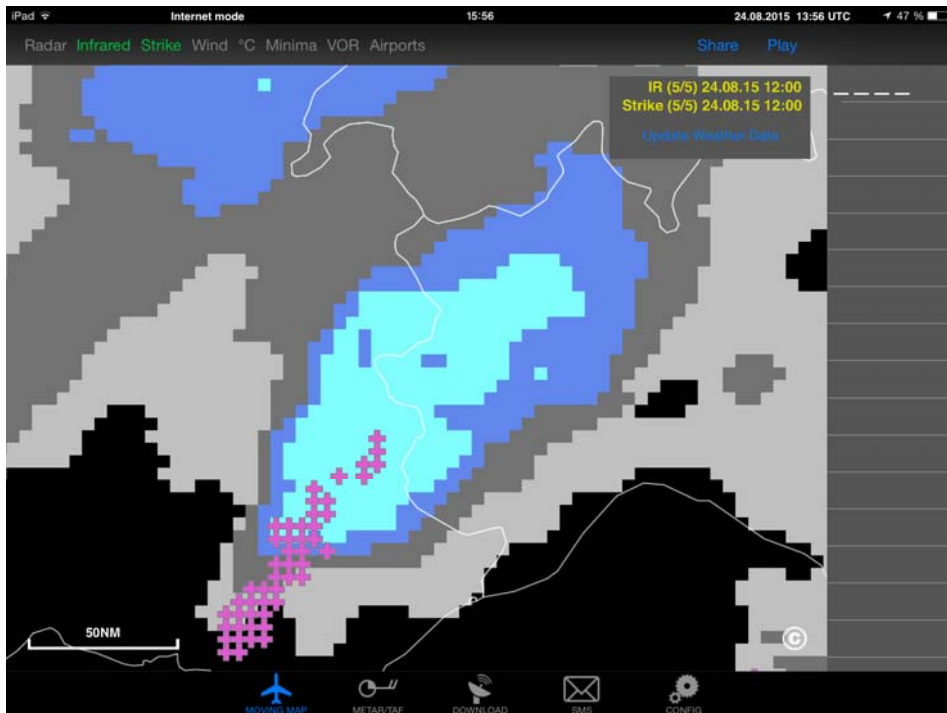 iPad Internet mode 15:56 24.08.2015 13:56 UTC 47 %
Radar Infrared Strike Wind °C Minima VOR Airports Share Play
IR (5/5) 24.08.15 12:00
Strike (5/5) 24.08.15 12:00
Update Weather Data
50NM
©
MOVING MAP METAR/TAF DOWNLOAD SMS CONFIG